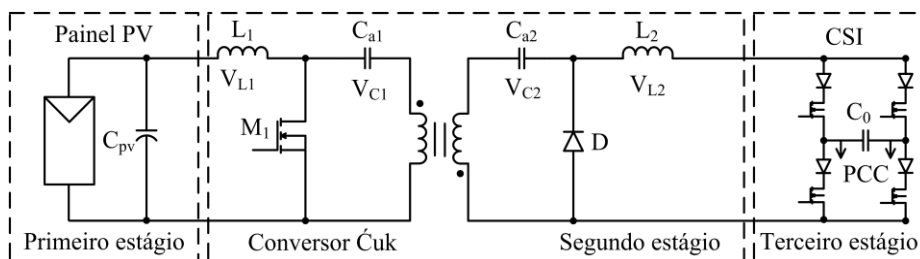 Painel PV
L1
Ca1
Ca2
L2
CSI
VL1
VC1
VC2
VL2
Cpv
M1
D
C0
PCC
Primeiro estágio
Conversor Ćuk
Segundo estágio
Terceiro estágio